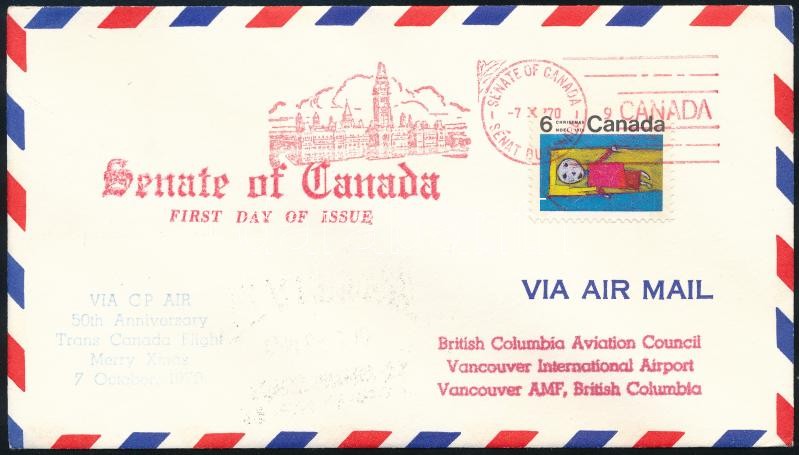 SENATE OF CANADA
-7 X '70
SÉNAT DU
9 CANADA
6 CHRISTMAS NOËL 1970 Canada
Senate of Canada
FIRST DAY OF ISSUE
VIA AIR MAIL
VIA CP AIR
50th Anniversary
Trans Canada Flight
Merry Xmas
7 October, 1970
British Columbia Aviation Council
Vancouver International Airport
Vancouver AMF, British Columbia